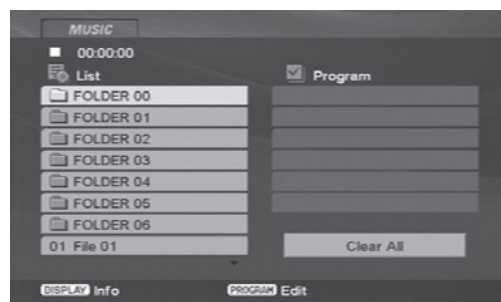 MUSIC
00:00:00
List
Program
FOLDER 00
FOLDER 01
FOLDER 02
FOLDER 03
FOLDER 04
FOLDER 05
FOLDER 06
01 File 01
Clear All
DISPLAY Info
PROGRAM Edit